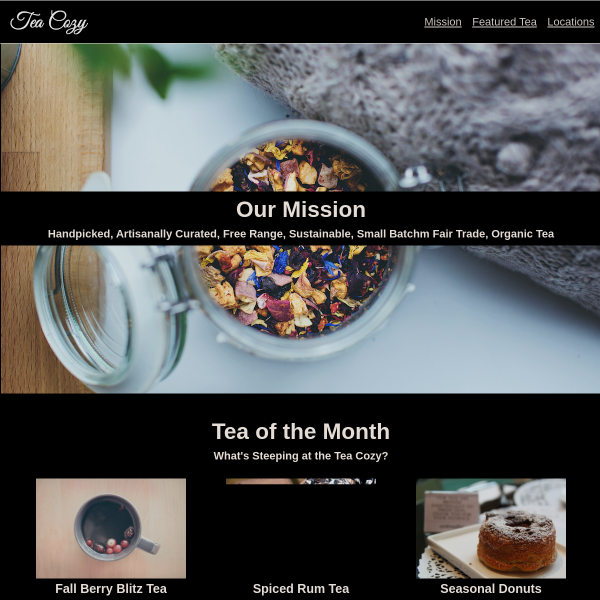 Tea Cozy
Mission Featured Tea Locations
Our Mission
Handpicked, Artisanally Curated, Free Range, Sustainable, Small Batchm Fair Trade, Organic Tea
Tea of the Month
What's Steeping at the Tea Cozy?
Fall Berry Blitz Tea
Spiced Rum Tea
Seasonal Donuts